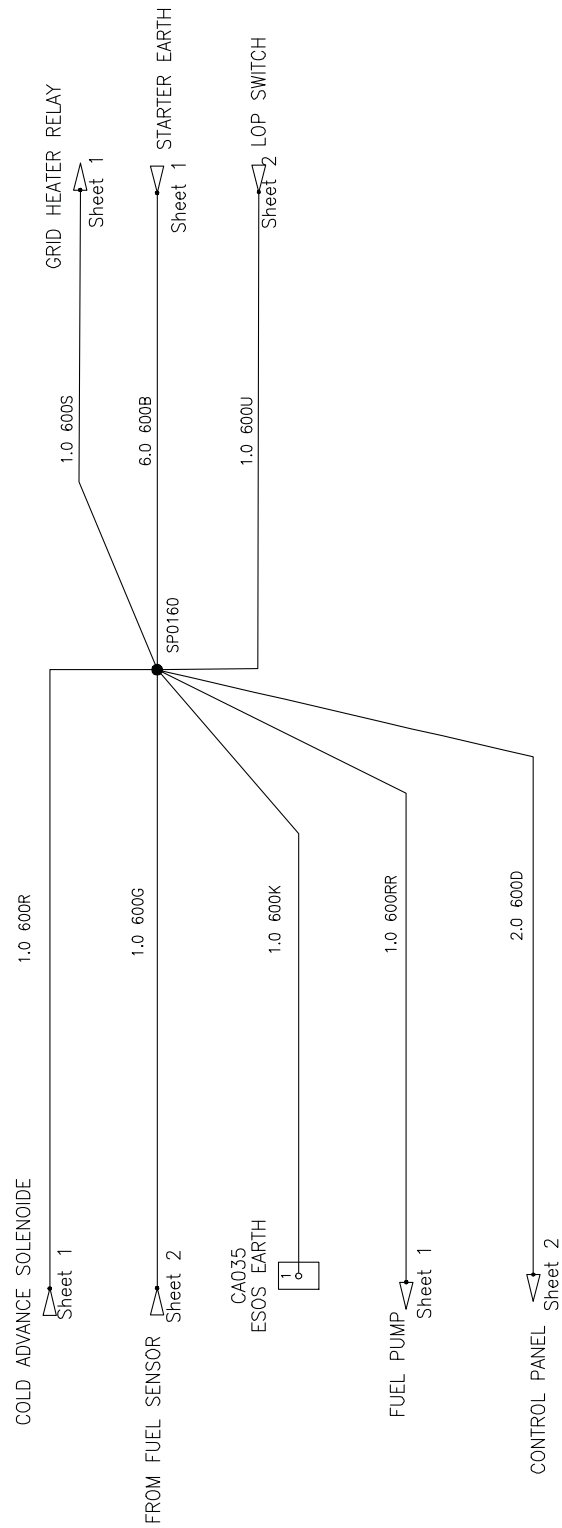 COLD ADVANCE SOLENOIDE
Sheet 1
1.0 600R
FROM FUEL SENSOR
Sheet 2
1.0 600G
CA035
ESOS EARTH
1
1.0 600K
FUEL PUMP
Sheet 1
1.0 600RR
CONTROL PANEL
Sheet 2
2.0 600D
SP0160
GRID HEATER RELAY
Sheet 1
1.0 600S
STARTER EARTH
Sheet 1
6.0 600B
LOP SWITCH
Sheet 2
1.0 600U